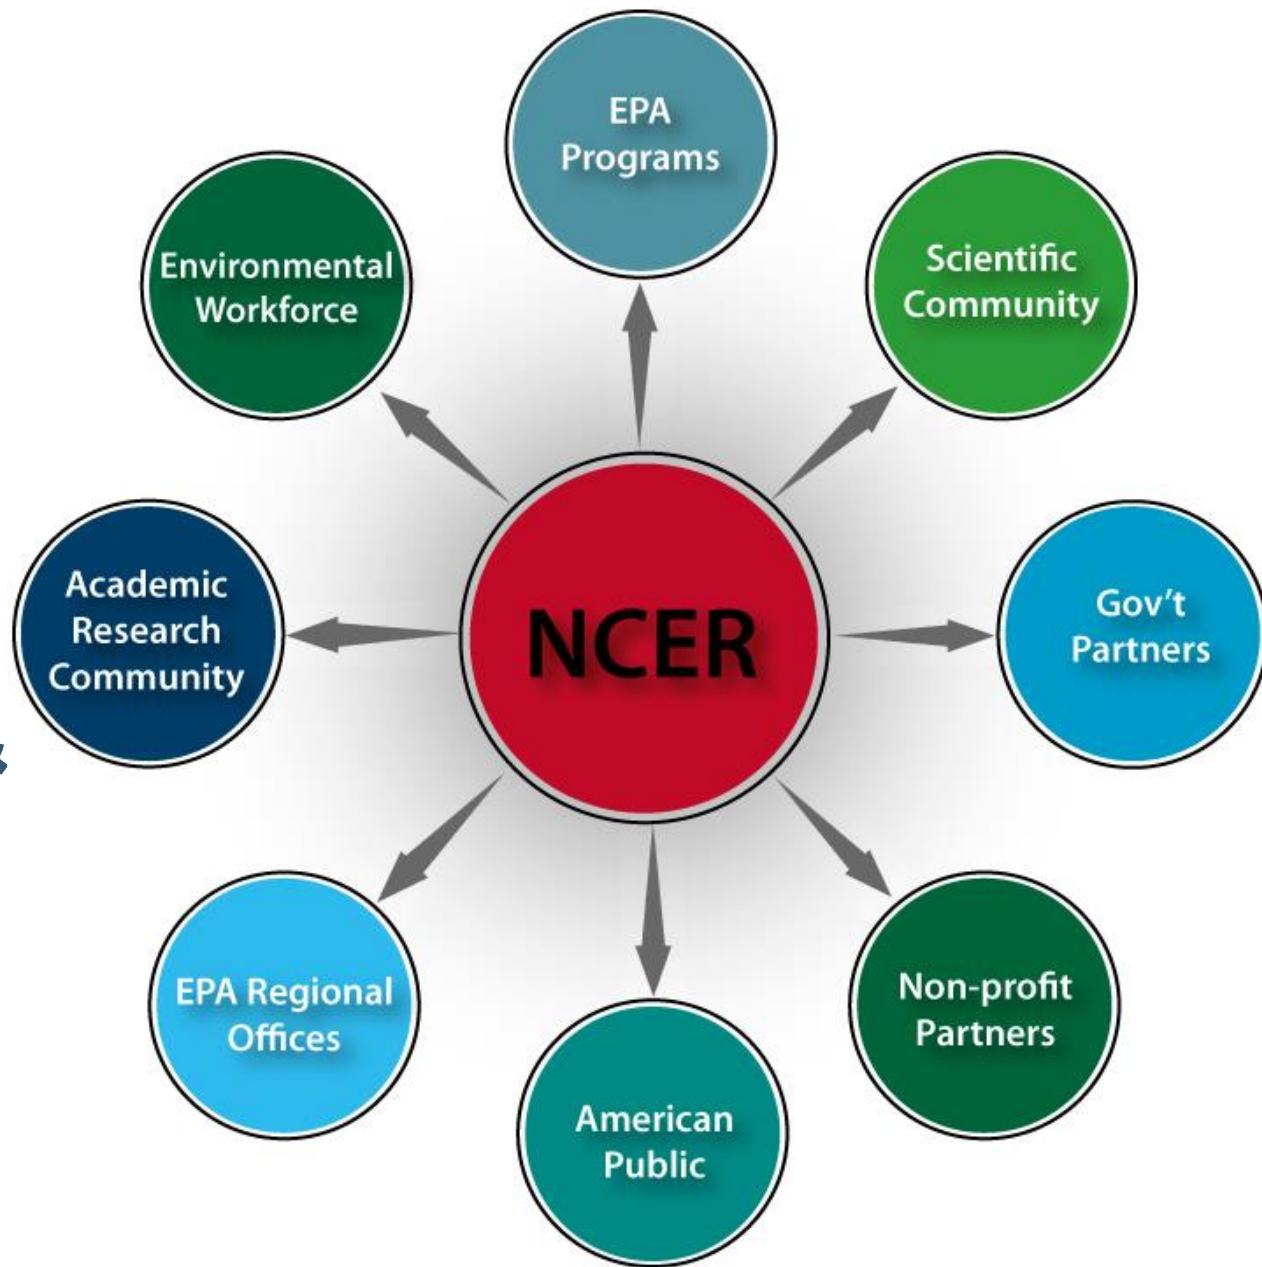 EPA
Programs
Scientific
Community
Gov't
Partners
Non-profit
Partners
American
Public
EPA Regional
Offices
Academic
Research
Community
Environmental
Workforce
NCER